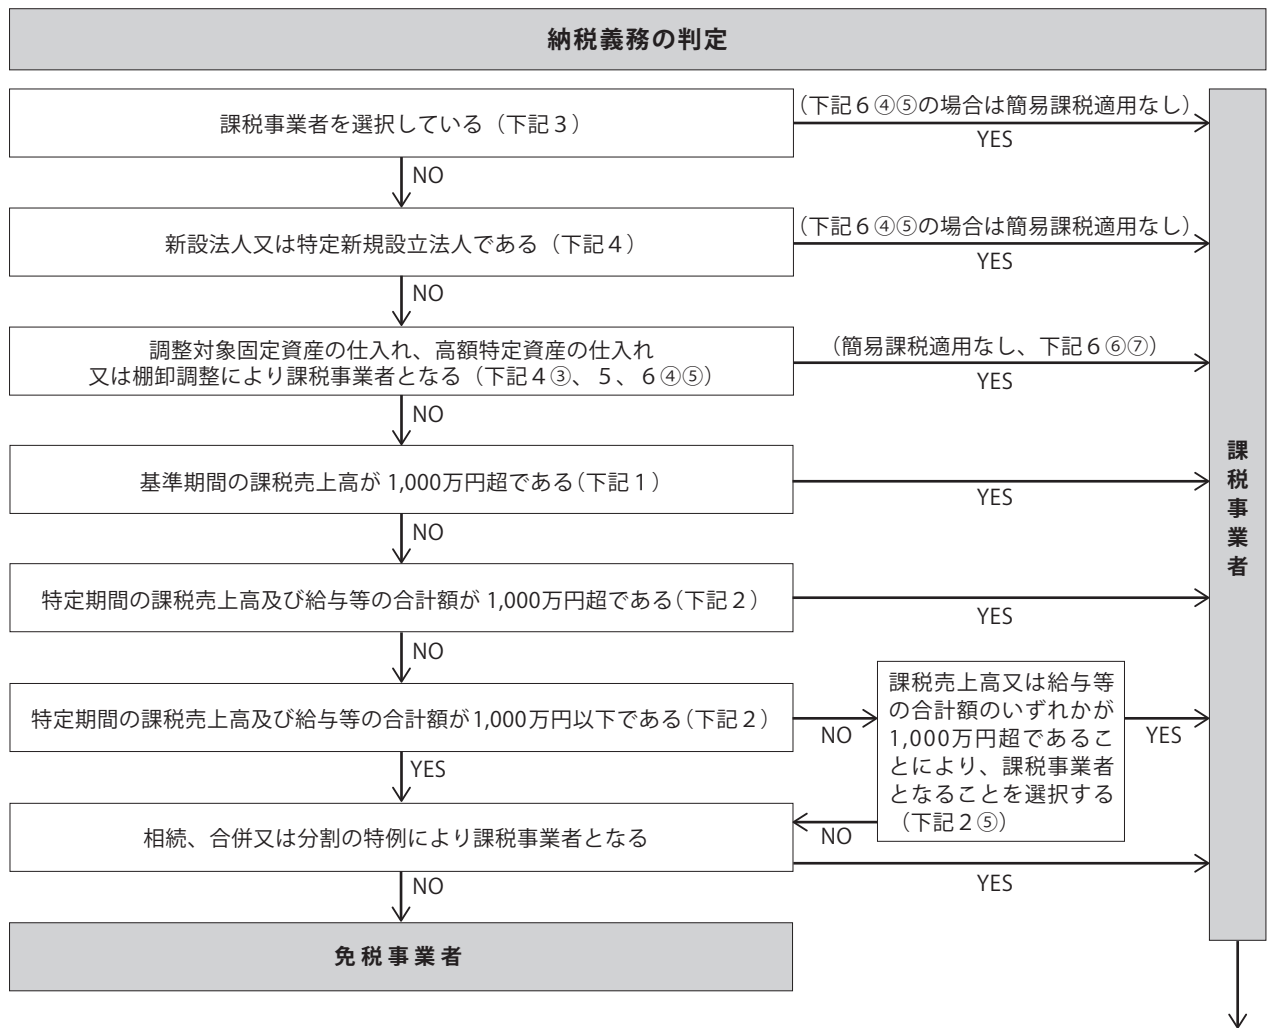 納税義務の判定
課税事業者を選択している（下記３）
（下記６④⑤の場合は簡易課税適用なし）
YES
NO
新設法人又は特定新規設立法人である（下記４）
（下記６④⑤の場合は簡易課税適用なし）
YES
NO
調整対象固定資産の仕入れ、高額特定資産の仕入れ
又は棚卸調整により課税事業者となる（下記４③、５、６④⑤）
（簡易課税適用なし、下記６⑥⑦）
YES
NO
基準期間の課税売上高が 1,000万円超である（下記１）
YES
NO
特定期間の課税売上高及び給与等の合計額が 1,000万円超である（下記２）
YES
NO
特定期間の課税売上高及び給与等の合計額が1,000万円以下である（下記２）
NO
課税売上高又は給与等
の合計額のいずれかが
1,000万円超であるこ
とにより、課税事業者
となることを選択する
（下記２⑤）
YES
NO
YES
相続、合併又は分割の特例により課税事業者となる
YES
NO
免税事業者
課税事業者